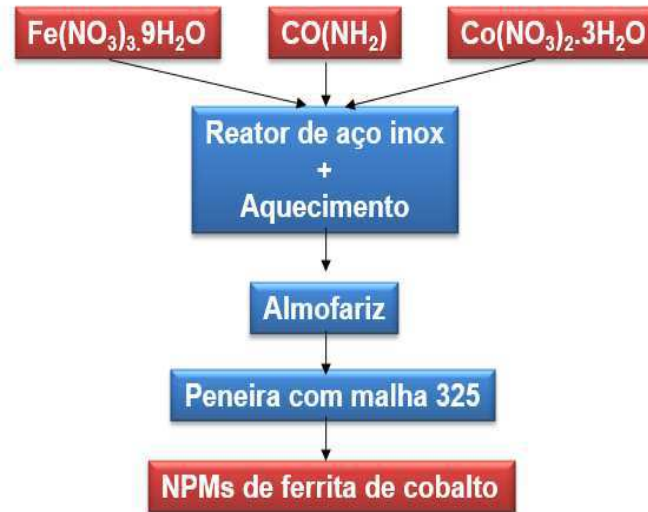 Fe(NO₃)₃.9H₂O
CO(NH₂)
Co(NO₃)₂.3H₂O
Reator de aço inox
+
Aquecimento
Almofariz
Peneira com malha 325
NPMs de ferrita de cobalto